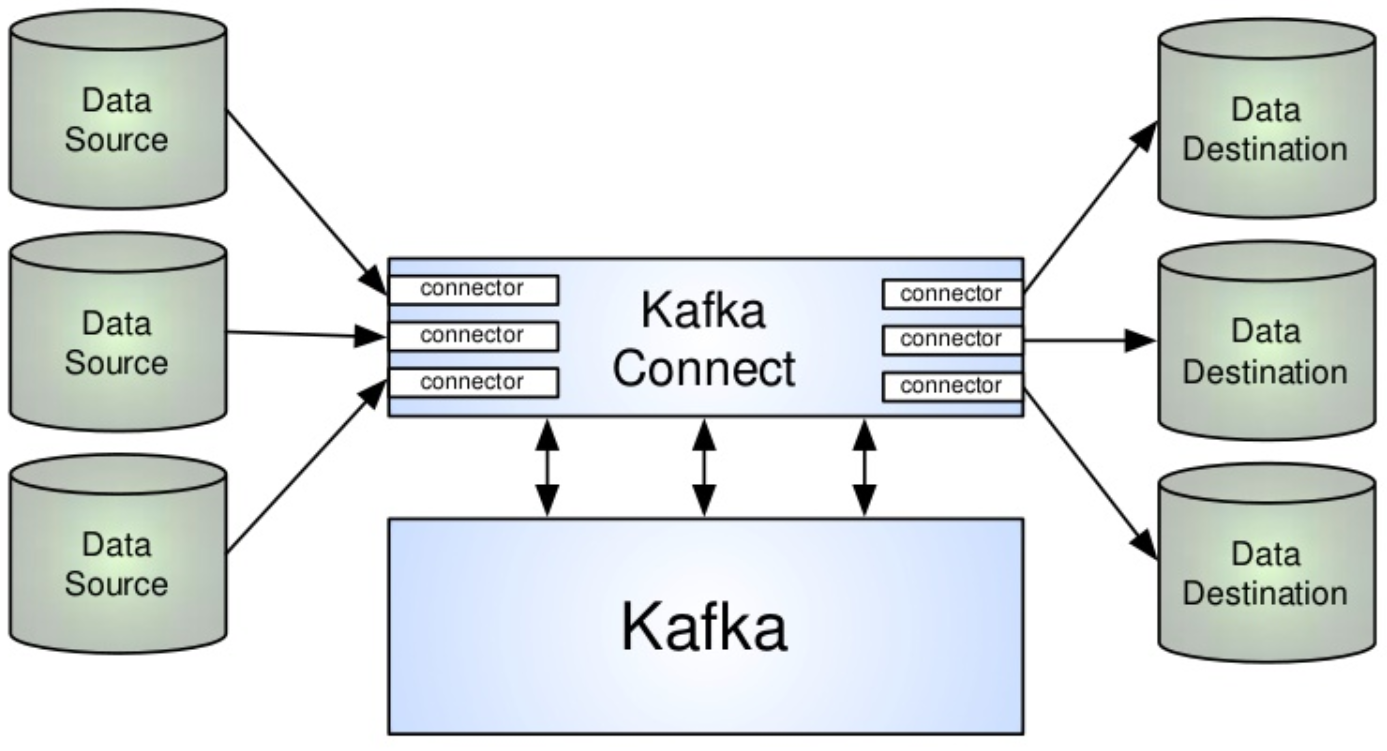 Data
Source
Data
Source
Data
Source
connector
connector
connector
Kafka
Connect
connector
connector
connector
Kafka
Data
Destination
Data
Destination
Data
Destination